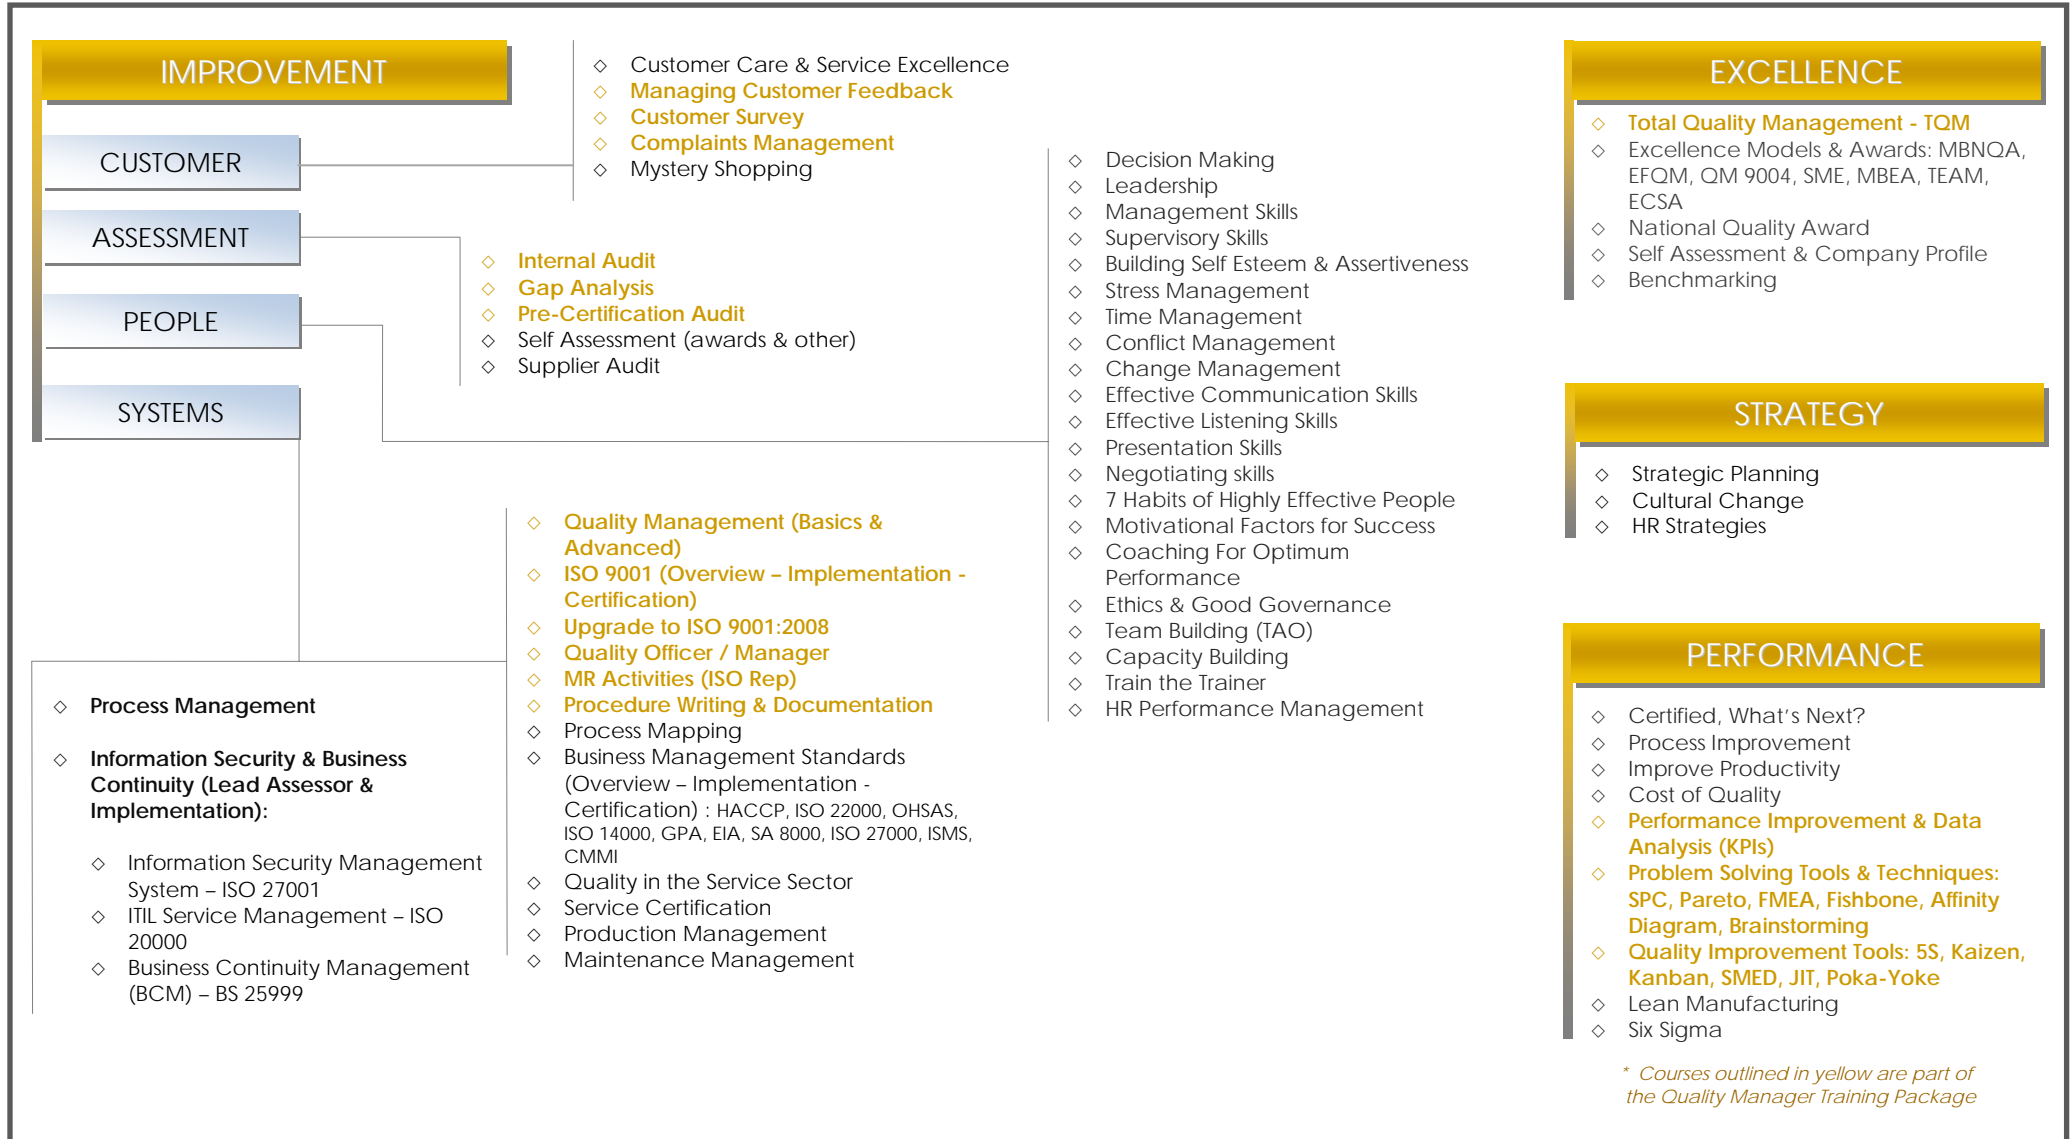 IMPROVEMENT
CUSTOMER
◇ Customer Care & Service Excellence
◇ Managing Customer Feedback
◇ Customer Survey
◇ Complaints Management
◇ Mystery Shopping
ASSESSMENT
◇ Internal Audit
◇ Gap Analysis
◇ Pre-Certification Audit
◇ Self Assessment (awards & other)
◇ Supplier Audit
PEOPLE
◇ Decision Making
◇ Leadership
◇ Management Skills
◇ Supervisory Skills
◇ Building Self Esteem & Assertiveness
◇ Stress Management
◇ Time Management
◇ Conflict Management
◇ Change Management
◇ Effective Communication Skills
◇ Effective Listening Skills
◇ Presentation Skills
◇ Negotiating skills
◇ 7 Habits of Highly Effective People
◇ Motivational Factors for Success
◇ Coaching For Optimum
Performance
◇ Ethics & Good Governance
◇ Team Building (TAO)
◇ Capacity Building
◇ Train the Trainer
◇ HR Performance Management
SYSTEMS
◇ Process Management
◇ Information Security & Business
Continuity (Lead Assessor &
Implementation):
◇ Information Security Management
System – ISO 27001
◇ ITIL Service Management – ISO
20000
◇ Business Continuity Management
(BCM) – BS 25999
◇ Quality Management (Basics &
Advanced)
◇ ISO 9001 (Overview – Implementation -
Certification)
◇ Upgrade to ISO 9001:2008
◇ Quality Officer / Manager
◇ MR Activities (ISO Rep)
◇ Procedure Writing & Documentation
◇ Process Mapping
◇ Business Management Standards
(Overview – Implementation -
Certification) : HACCP, ISO 22000, OHSAS,
ISO 14000, GPA, EIA, SA 8000, ISO 27000, ISMS,
CMMI
◇ Quality in the Service Sector
◇ Service Certification
◇ Production Management
◇ Maintenance Management
EXCELLENCE
◇ Total Quality Management - TQM
◇ Excellence Models & Awards: MBNQA,
EFQM, QM 9004, SME, MBEA, TEAM,
ECSA
◇ National Quality Award
◇ Self Assessment & Company Profile
◇ Benchmarking
STRATEGY
◇ Strategic Planning
◇ Cultural Change
◇ HR Strategies
PERFORMANCE
◇ Certified, What's Next?
◇ Process Improvement
◇ Improve Productivity
◇ Cost of Quality
◇ Performance Improvement & Data
Analysis (KPIs)
◇ Problem Solving Tools & Techniques:
SPC, Pareto, FMEA, Fishbone, Affinity
Diagram, Brainstorming
◇ Quality Improvement Tools: 5S, Kaizen,
Kanban, SMED, JIT, Poka-Yoke
◇ Lean Manufacturing
◇ Six Sigma
* Courses outlined in yellow are part of
the Quality Manager Training Package